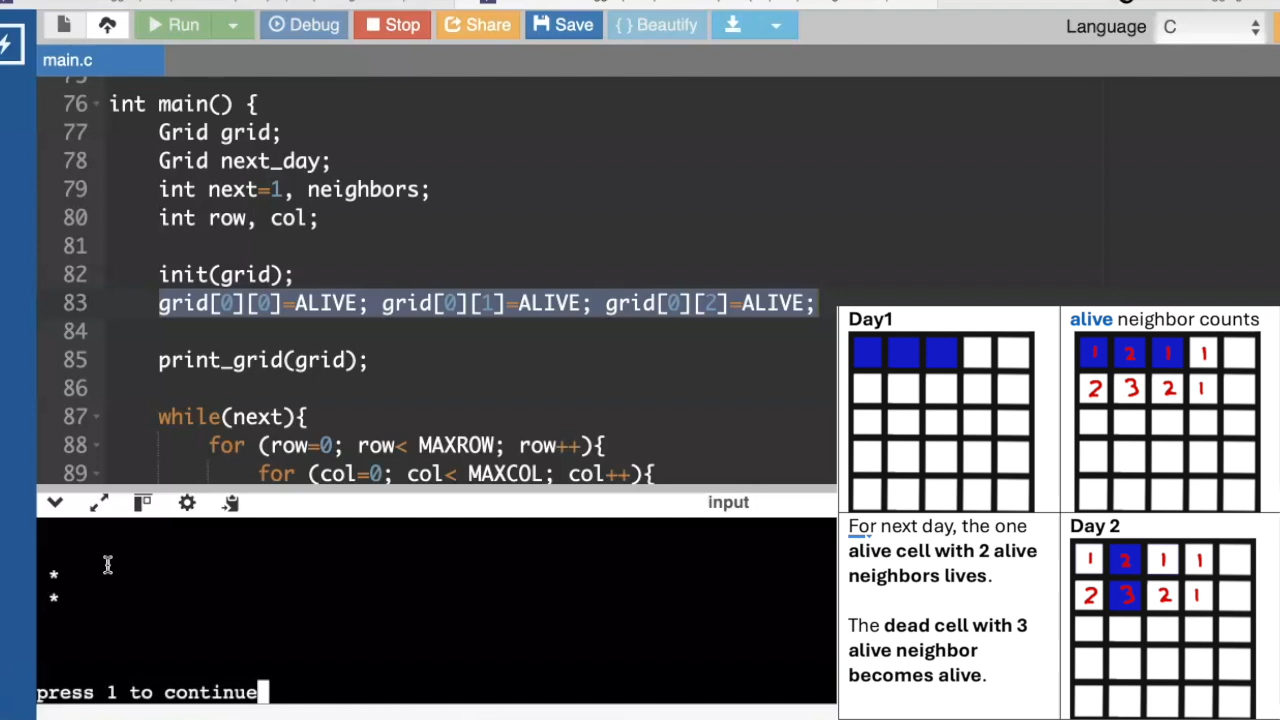 Run
Debug
Stop
Share
Save
{ } Beautify
Language
C
main.c
76 int main() {
77 Grid grid;
78 Grid next_day;
79 int next=1, neighbors;
80 int row, col;
81
82 init(grid);
83 grid[0][0]=ALIVE; grid[0][1]=ALIVE; grid[0][2]=ALIVE;
84
85 print_grid(grid);
86
87 while(next){
88 for (row=0; row< MAXROW; row++){
89 for (col=0; col< MAXCOL; col++){
input
*
*
press 1 to continue
Day1
alive neighbor counts
1 2 1 1
2 3 2 1
For next day, the one
alive cell with 2 alive
neighbors lives.
The dead cell with 3
alive neighbor
becomes alive.
Day 2
1 2 1 1
2 3 2 1